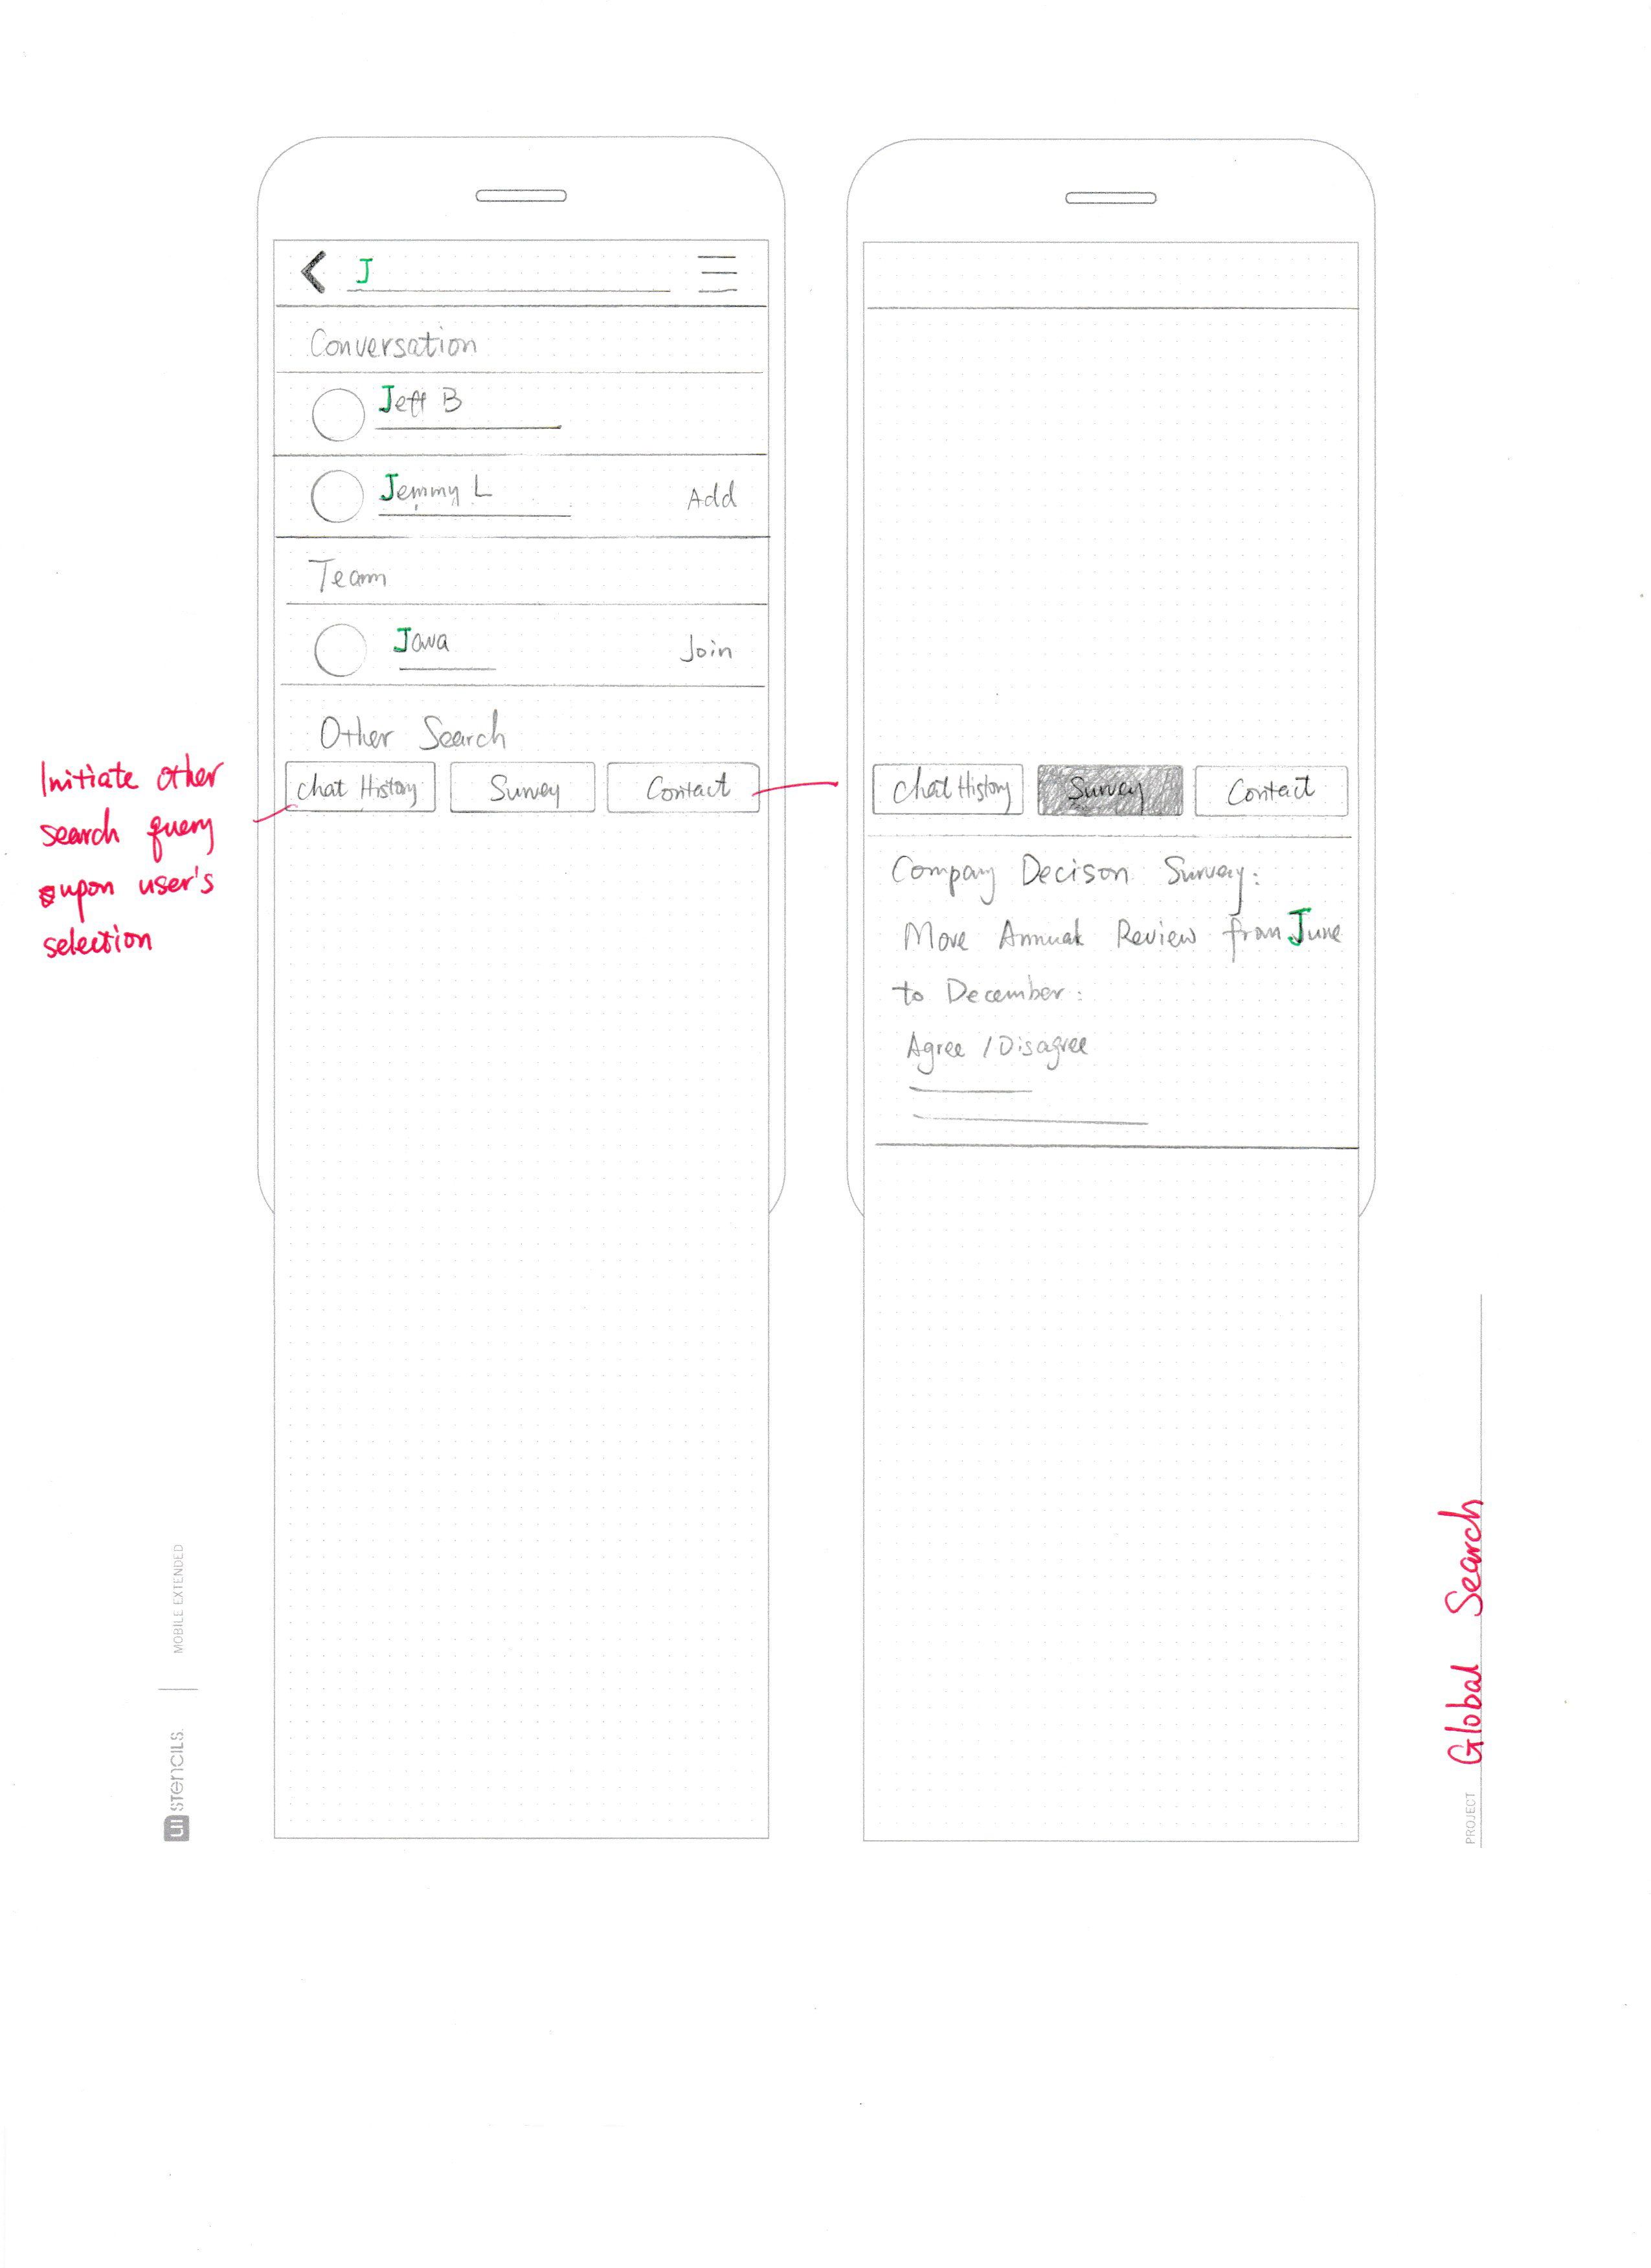 J
Conversation
Jeff B
Jemmy L
Add
Team
Java
Join
Other Search
Chat History
Survey
Contact
Initiate other
search query
upon user's
selection
Chat History
Survey
Contact
Company Decison Survey:
Move Annual Review from June
to December:
Agree / Disagree
UI STENCILS.
MOBILE EXTENDED
PROJECT
Global Search